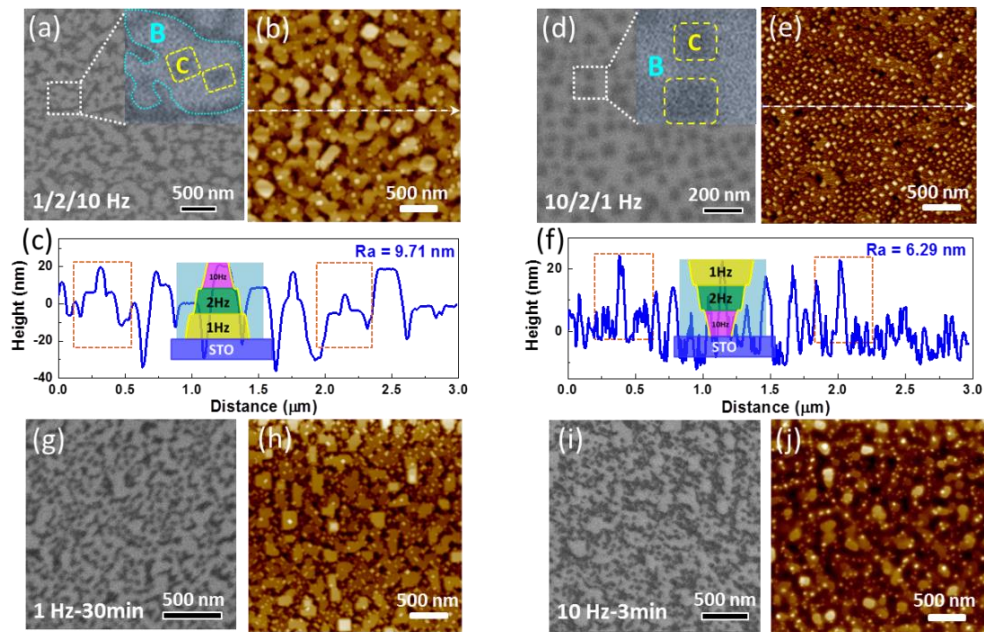 (a)
B
C
1/2/10 Hz
500 nm
(b)
500 nm
(c)
Ra = 9.71 nm
Height (nm)
20
0
-20
-40
10Hz
2Hz
1Hz
STO
0.0 0.5 1.0 1.5 2.0 2.5 3.0
Distance (μm)
(d)
B
C
10/2/1 Hz
200 nm
(e)
500 nm
(f)
Ra = 6.29 nm
Height (nm)
20
0
1Hz
2Hz
10Hz
STO
0.0 0.5 1.0 1.5 2.0 2.5 3.0
Distance (μm)
(g)
1 Hz-30min
500 nm
(h)
500 nm
(i)
10 Hz-3min
500 nm
(j)
500 nm